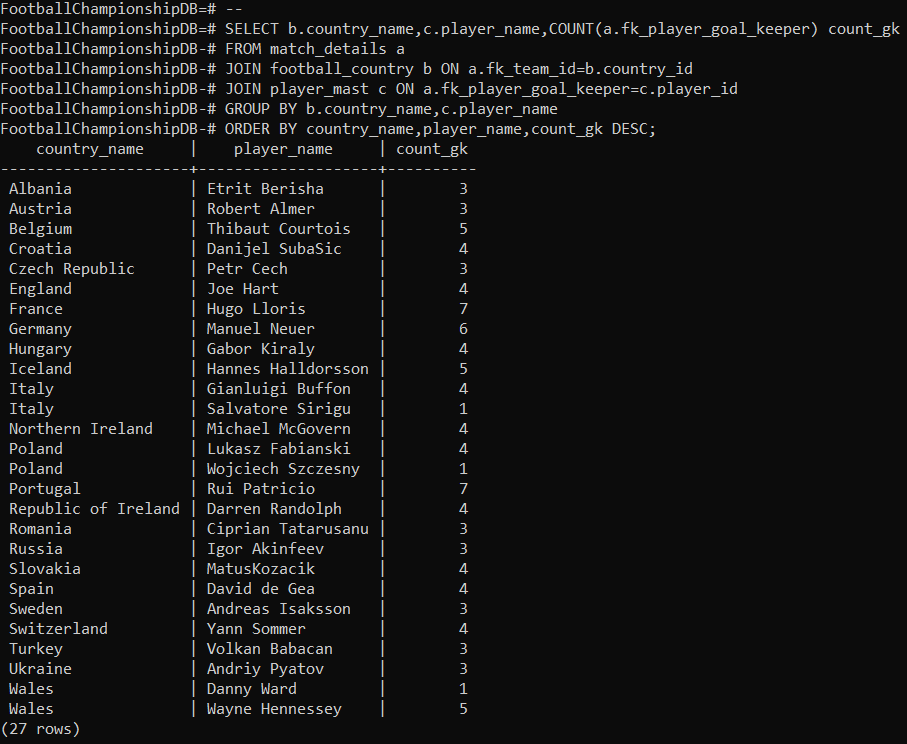 FootballChampionshipDB=# --
FootballChampionshipDB=# SELECT b.country_name,c.player_name,COUNT(a.fk_player_goal_keeper) count_gk
FootballChampionshipDB-# FROM match_details a
FootballChampionshipDB-# JOIN football_country b ON a.fk_team_id=b.country_id
FootballChampionshipDB-# JOIN player_mast c ON a.fk_player_goal_keeper=c.player_id
FootballChampionshipDB-# GROUP BY b.country_name,c.player_name
FootballChampionshipDB-# ORDER BY country_name,player_name,count_gk DESC;
    country_name     |    player_name     | count_gk
---------------------+--------------------+----------
 Albania             | Etrit Berisha      |        3
 Austria             | Robert Almer       |        3
 Belgium             | Thibaut Courtois   |        5
 Croatia             | Danijel SubaSic    |        4
 Czech Republic      | Petr Cech          |        3
 England             | Joe Hart           |        4
 France              | Hugo Lloris        |        7
 Germany             | Manuel Neuer       |        6
 Hungary             | Gabor Kiraly       |        4
 Iceland             | Hannes Halldorsson |        5
 Italy               | Gianluigi Buffon   |        4
 Italy               | Salvatore Sirigu   |        1
 Northern Ireland    | Michael McGovern   |        4
 Poland              | Lukasz Fabianski   |        4
 Poland              | Wojciech Szczesny  |        1
 Portugal            | Rui Patricio       |        7
 Republic of Ireland | Darren Randolph    |        4
 Romania             | Ciprian Tatarusanu |        3
 Russia              | Igor Akinfeev      |        3
 Slovakia            | MatusKozacik       |        4
 Spain               | David de Gea       |        4
 Sweden              | Andreas Isaksson   |        3
 Switzerland         | Yann Sommer        |        4
 Turkey              | Volkan Babacan     |        3
 Ukraine             | Andriy Pyatov      |        3
 Wales               | Danny Ward         |        1
 Wales               | Wayne Hennessey    |        5
(27 rows)